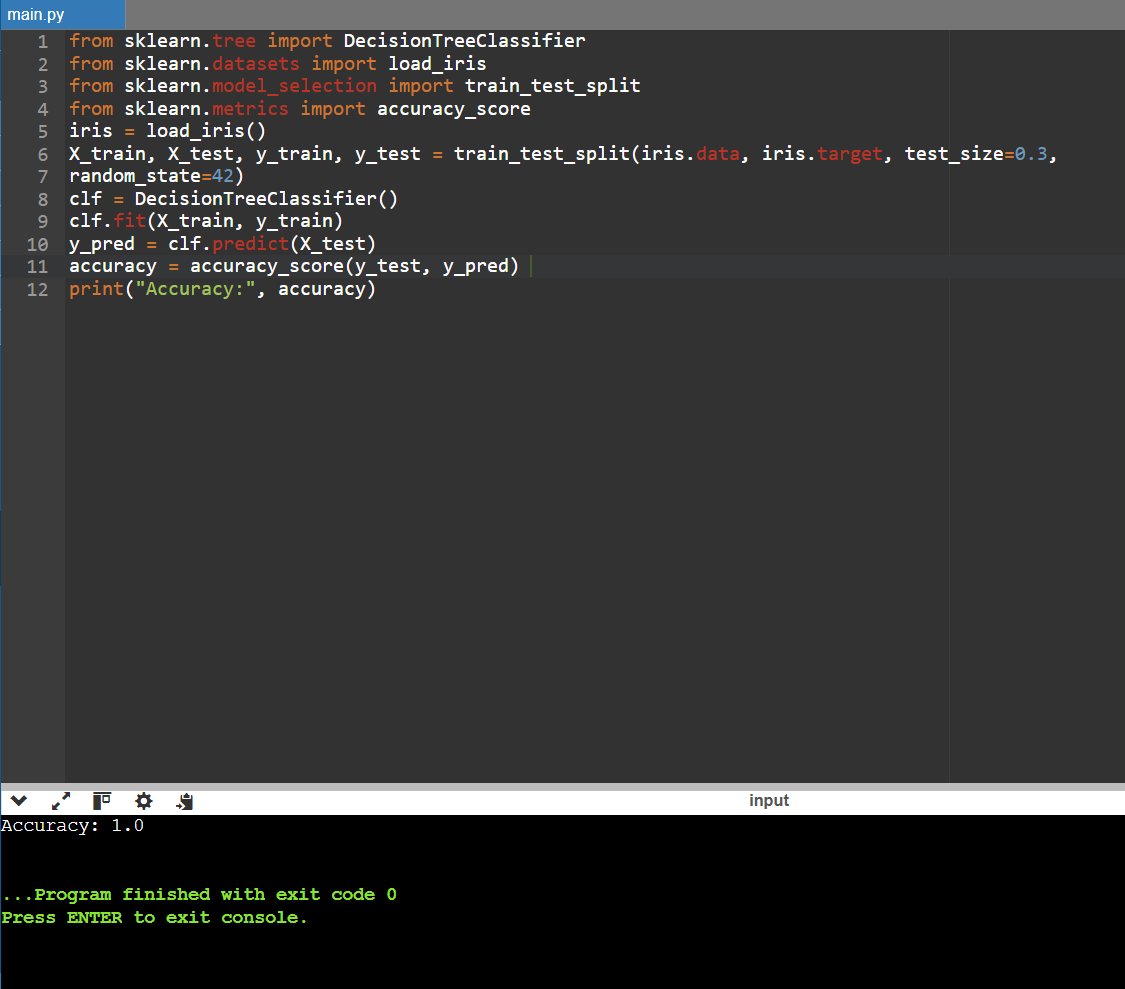 main.py
1 from sklearn.tree import DecisionTreeClassifier
2 from sklearn.datasets import load_iris
3 from sklearn.model_selection import train_test_split
4 from sklearn.metrics import accuracy_score
5 iris = load_iris()
6 X_train, X_test, y_train, y_test = train_test_split(iris.data, iris.target, test_size=0.3,
7 random_state=42)
8 clf = DecisionTreeClassifier()
9 clf.fit(X_train, y_train)
10 y_pred = clf.predict(X_test)
11 accuracy = accuracy_score(y_test, y_pred)
12 print("Accuracy:", accuracy)
input
Accuracy: 1.0
...Program finished with exit code 0
Press ENTER to exit console.